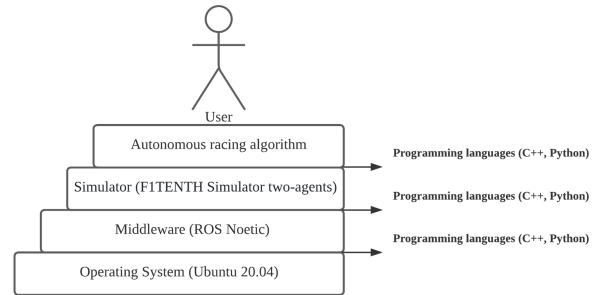 User
Autonomous racing algorithm
Programming languages (C++, Python)
Simulator (F1TENTH Simulator two-agents)
Programming languages (C++, Python)
Middleware (ROS Noetic)
Programming languages (C++, Python)
Operating System (Ubuntu 20.04)